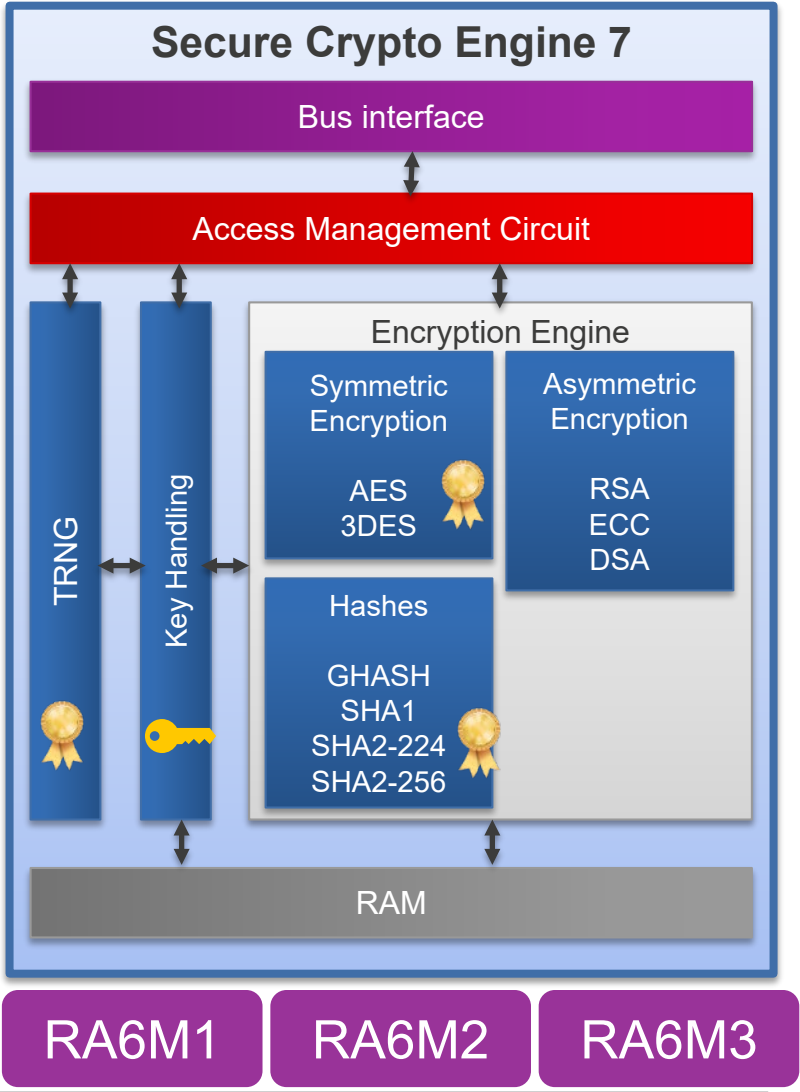 Secure Crypto Engine 7
Bus interface
Access Management Circuit
TRNG
Key Handling
Encryption Engine
Symmetric
Encryption
AES
3DES
Asymmetric
Encryption
RSA
ECC
DSA
Hashes
GHASH
SHA1
SHA2-224
SHA2-256
RAM
RA6M1
RA6M2
RA6M3